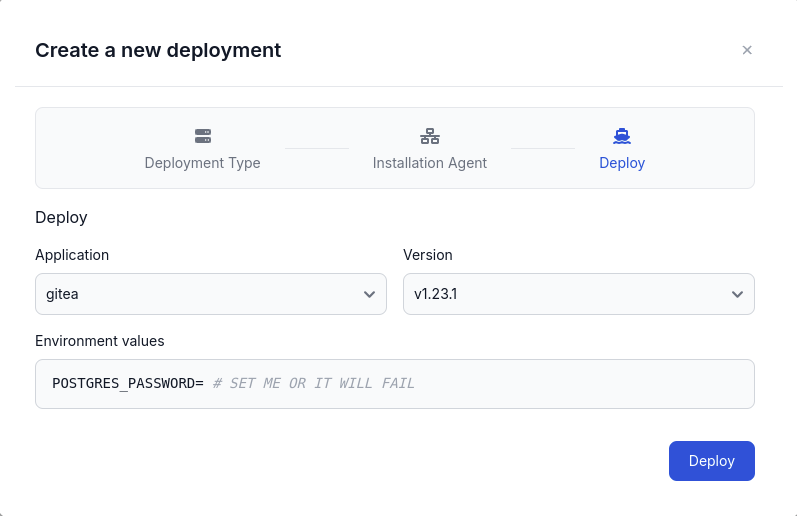 Create a new deployment
Deployment Type
Installation Agent
Deploy
Deploy
Application
Version
gitea
v1.23.1
Environment values
POSTGRES_PASSWORD= # SET ME OR IT WILL FAIL
Deploy